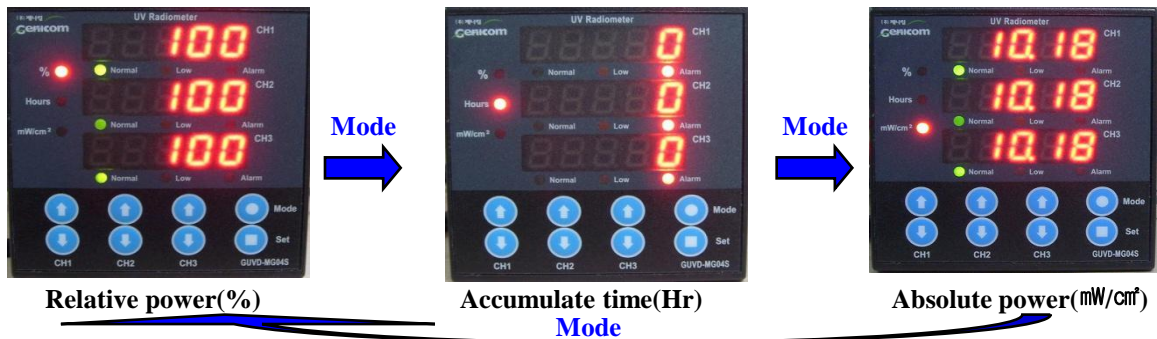 UV Radiometer
Genicom
100
CH1
%
Normal Low Alarm
100
CH2
Hours
Normal Low Alarm
mW/cm²
100
CH3
Normal Low Alarm
Mode
Set
CH1 CH2 CH3 GUVD-MG04S
Relative power(%)
Mode
UV Radiometer
Genicom
0
CH1
%
Normal Low Alarm
0
CH2
Hours
Normal Low Alarm
mW/cm²
0
CH3
Normal Low Alarm
Mode
Set
CH1 CH2 CH3 GUVD-MG04S
Accumulate time(Hr)
Mode
UV Radiometer
Genicom
10.18
CH1
%
Normal Low Alarm
10.18
CH2
Hours
Normal Low Alarm
mW/cm²
10.18
CH3
Normal Low Alarm
Mode
Set
CH1 CH2 CH3 GUVD-MG04S
Absolute power(mW/cm²)
Mode